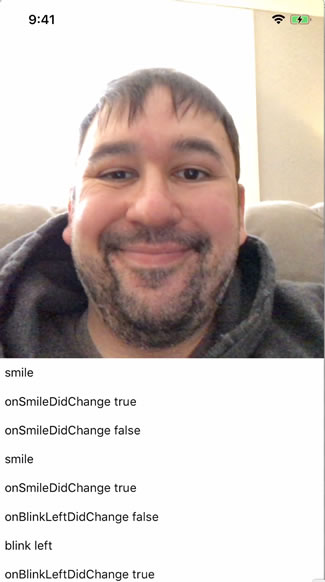 9:41
smile
onSmileDidChange true
onSmileDidChange false
smile
onSmileDidChange true
onBlinkLeftDidChange false
blink left
onBlinkLeftDidChange true